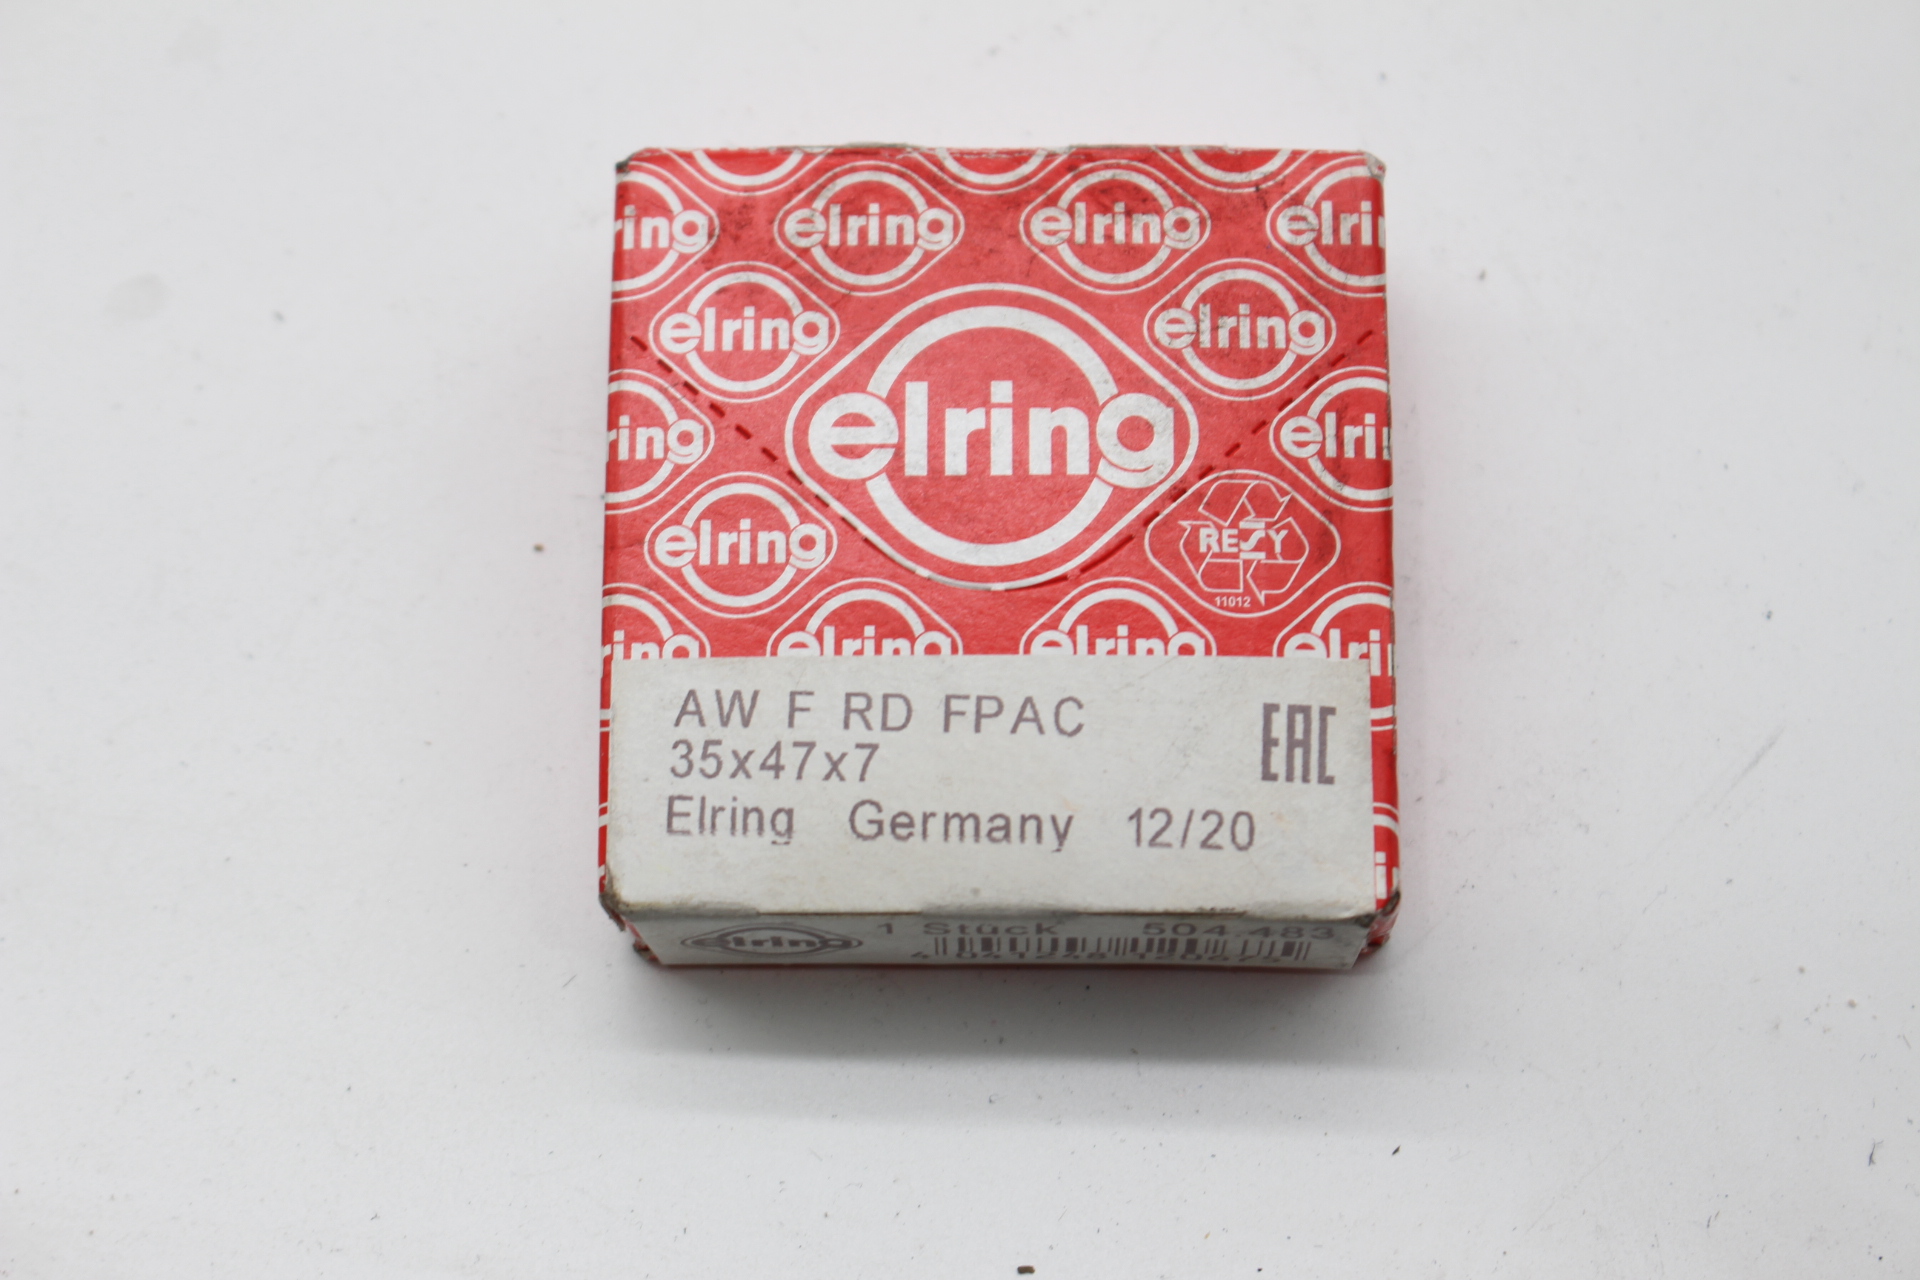 elring
elring
elring
elring
elring
elring
RESY
11012
AW F RD FPAC
35x47x7
EAC
Elring Germany 12/20
elring
1 Stück 504.483